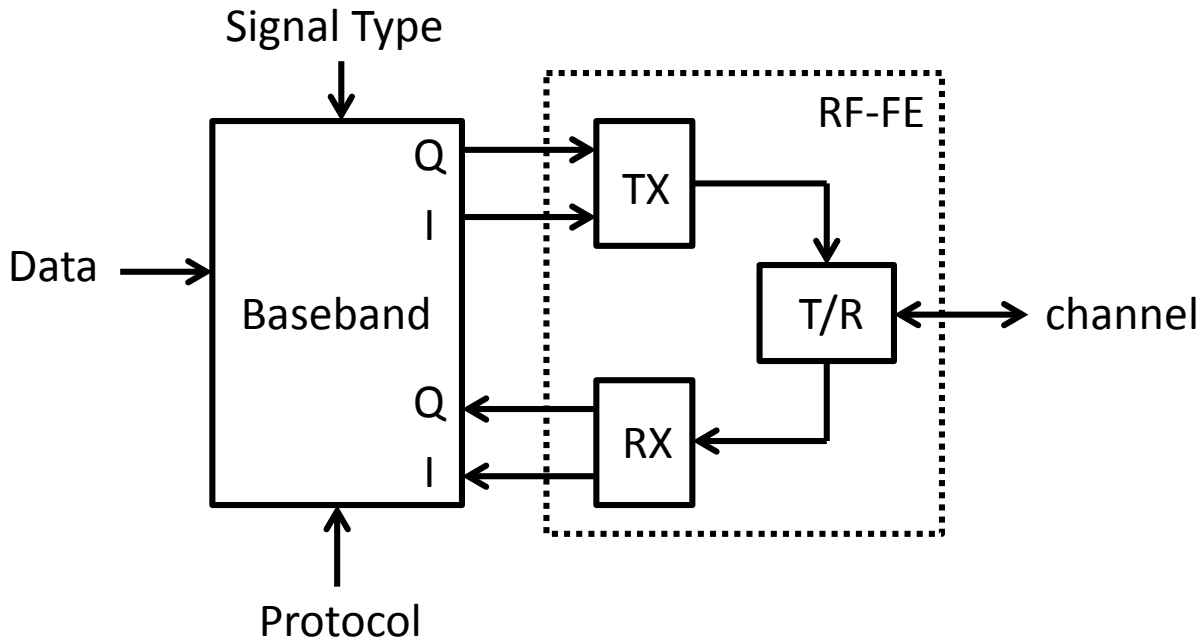 Signal Type
RF-FE
Q
TX
I
Data
Baseband
T/R
channel
Q
RX
I
Protocol